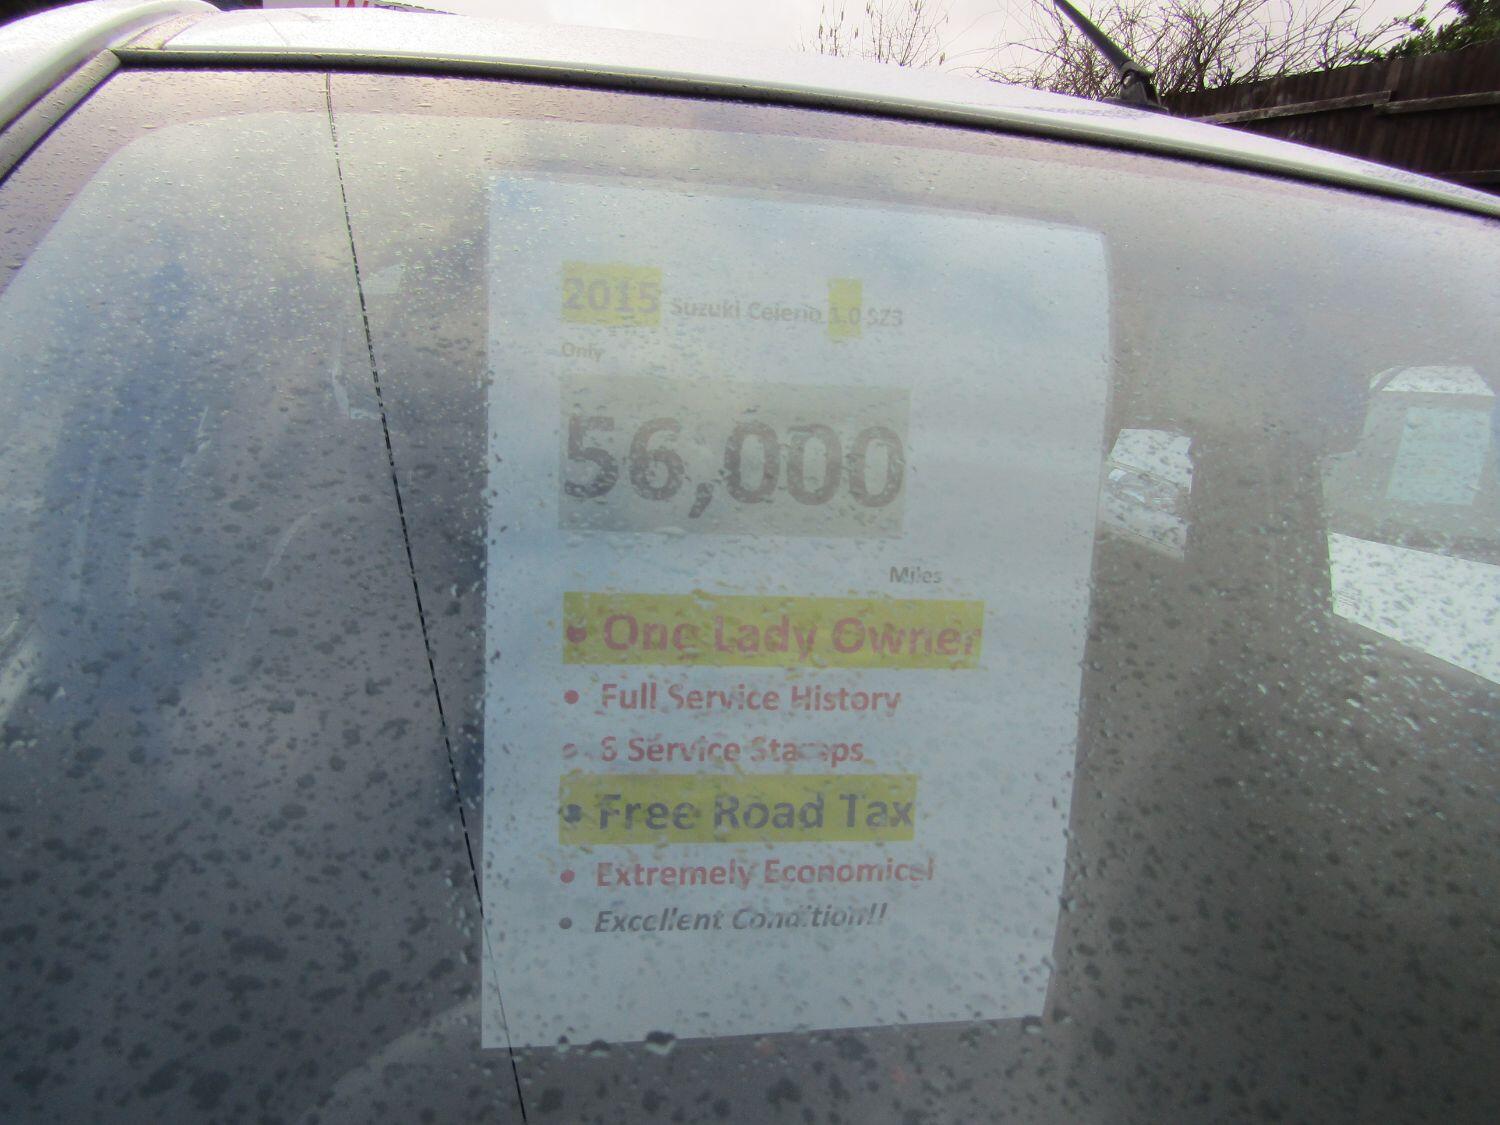 2015 Suzuki Celerio 1.0 SZ3
Only
56,000
Miles
• One Lady Owner
• Full Service History
• Service Stamps
• Free Road Tax
• Extremely Economical
• Excellent Condition!!